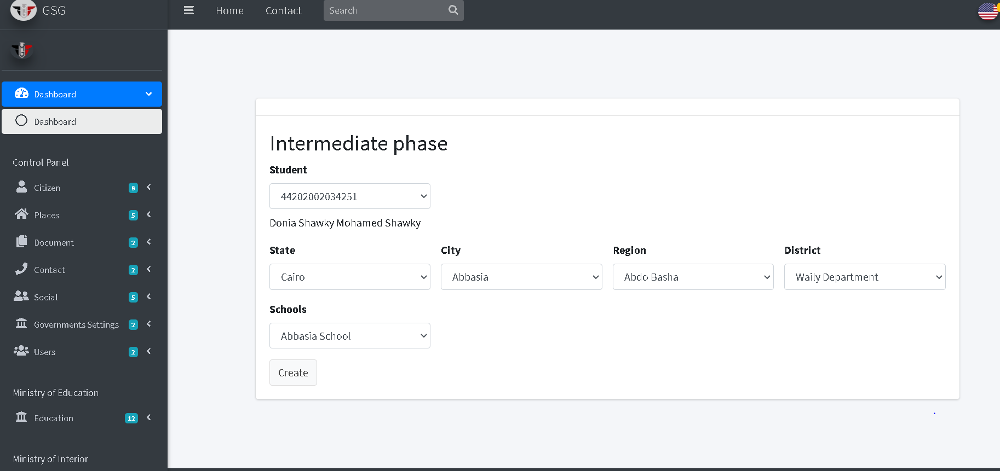 GSG
Home
Contact
Search
Dashboard
Dashboard
Control Panel
Citizen 8
Places 5
Document 2
Contact 2
Social 5
Governments Settings 2
Users 2
Ministry of Education
Education 12
Ministry of Interior
Intermediate phase
Student
44202002034251
Donia Shawky Mohamed Shawky
State
City
Region
District
Cairo
Abbasia
Abdo Basha
Waily Department
Schools
Abbasia School
Create